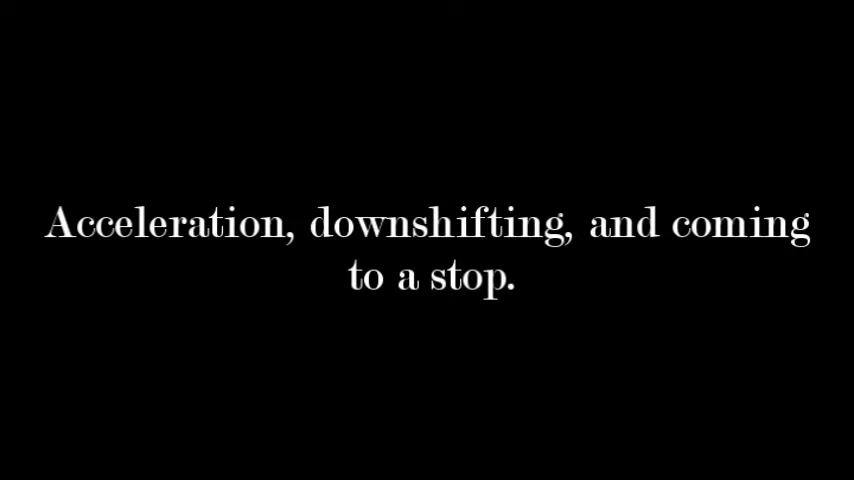 Acceleration, downshifting, and coming
to a stop.